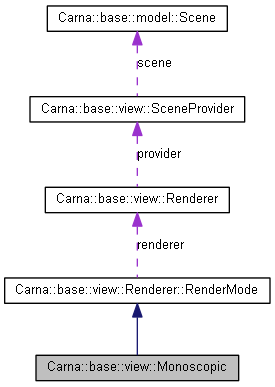 Carna::base::model::Scene
scene
Carna::base::view::SceneProvider
provider
Carna::base::view::Renderer
renderer
Carna::base::view::Renderer::RenderMode
Carna::base::view::Monoscopic